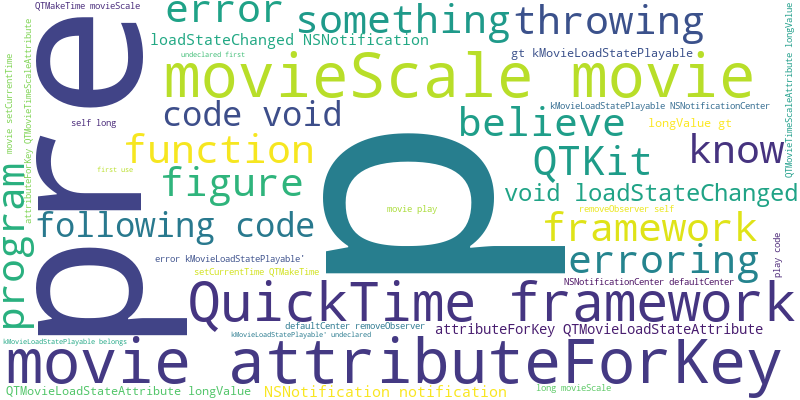 QTMakeTime movieScale
error
something
throwing
loadStateChanged NSNotification
undeclared first
gt kMovieLoadStatePlayable
movieScale movie
code void
kMovieLoadStatePlayable NSNotificationCenter
self long
believe
longValue gt
function
QTKit
know
pre
p
first use
figure
void loadStateChanged
movie play
removeObserver self
following code
framework
error kMovieLoadStatePlayable'
erroring
setCurrentTime QTMakeTime
NSNotificationCenter defaultCenter
QuickTime framework
defaultCenter removeObserver
attributeForKey QTMovieLoadStateAttribute
kMovieLoadStatePlayable' undeclared
kMovieLoadStatePlayable belongs
movie attributeForKey
QTMovieLoadStateAttribute longValue
NSNotification notification
long movieScale
program
movie setCurrentTime
attributeForKey QTMovieTimeScaleAttribute
QTMovieTimeScaleAttribute longValue
play code